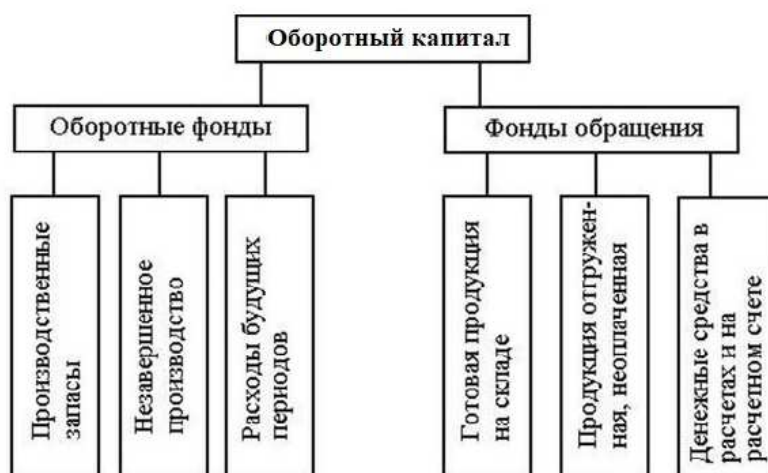 Оборотный капитал
Оборотные фонды
Фонды обращения
Производственные
запасы
Незавершенное
производство
Расходы будущих
периодов
Готовая продукция
на складе
Продукция отгружен-
ная, неоплаченная
Денежные средства в
расчетах и на
расчетном счете